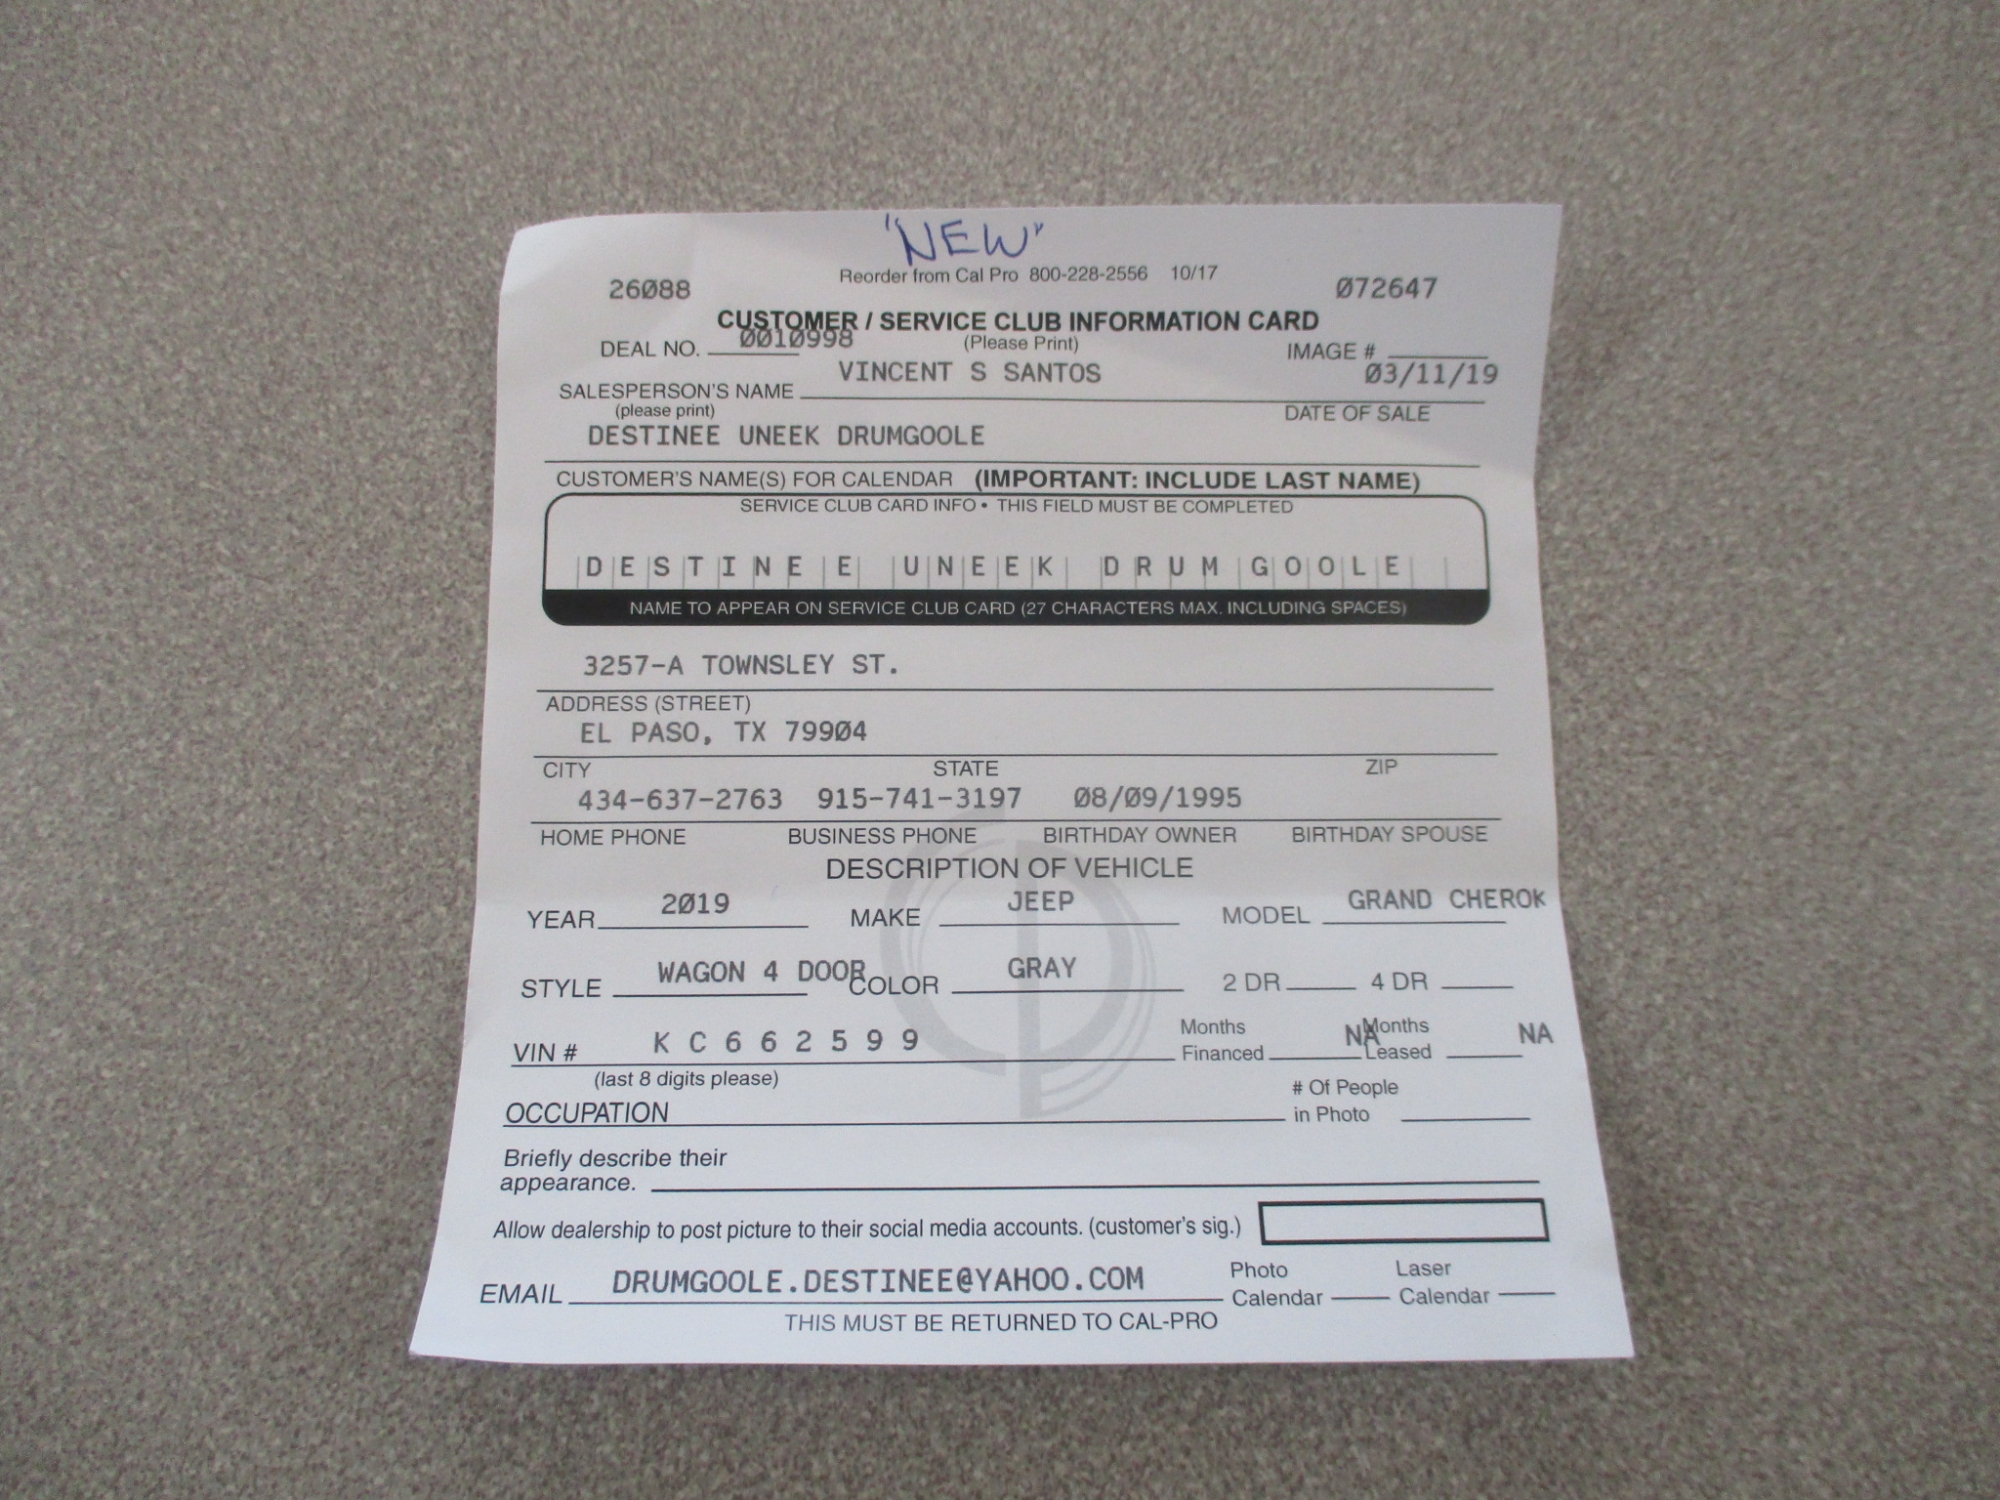 "NEW"
Reorder from Cal Pro 800-228-2556 10/17
26088 072647
CUSTOMER / SERVICE CLUB INFORMATION CARD
DEAL NO. 0010998 (Please Print) IMAGE #
VINCENT S SANTOS 03/11/19
SALESPERSON'S NAME
(please print) DATE OF SALE
DESTINEE UNEEK DRUMGOOLE
CUSTOMER'S NAME(S) FOR CALENDAR (IMPORTANT: INCLUDE LAST NAME)
SERVICE CLUB CARD INFO • THIS FIELD MUST BE COMPLETED
DESTINEE UNEEK DRUMGOOLE
NAME TO APPEAR ON SERVICE CLUB CARD (27 CHARACTERS MAX. INCLUDING SPACES)
3257-A TOWNSLEY ST.
ADDRESS (STREET)
EL PASO, TX 79904
CITY STATE ZIP
434-637-2763 915-741-3197 08/09/1995
HOME PHONE BUSINESS PHONE BIRTHDAY OWNER BIRTHDAY SPOUSE
DESCRIPTION OF VEHICLE
YEAR 2019 MAKE JEEP MODEL GRAND CHEROK
STYLE WAGON 4 DOOR COLOR GRAY 2 DR 4 DR
VIN # K C 6 6 2 5 9 9 Months Financed NA Months Leased NA
(last 8 digits please)
OCCUPATION # Of People in Photo
Briefly describe their
appearance.
Allow dealership to post picture to their social media accounts. (customer's sig.)
EMAIL DRUMGOOLE.DESTINEE@YAHOO.COM Photo Calendar Laser Calendar
THIS MUST BE RETURNED TO CAL-PRO